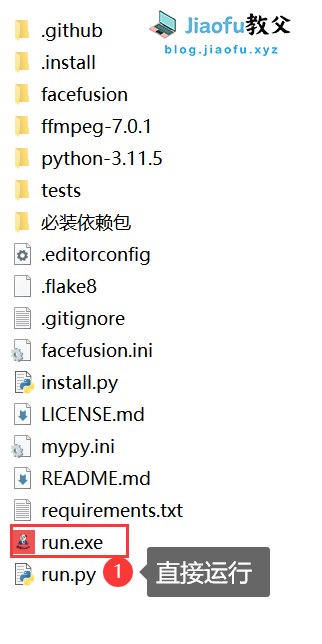 .github
Jiaofu教父
blog.jiaofu.xyz
.install
facefusion
ffmpeg-7.0.1
python-3.11.5
tests
必装依赖包
.editorconfig
.flake8
.gitignore
facefusion.ini
install.py
LICENSE.md
mypy.ini
README.md
requirements.txt
run.exe
run.py 1 直接运行